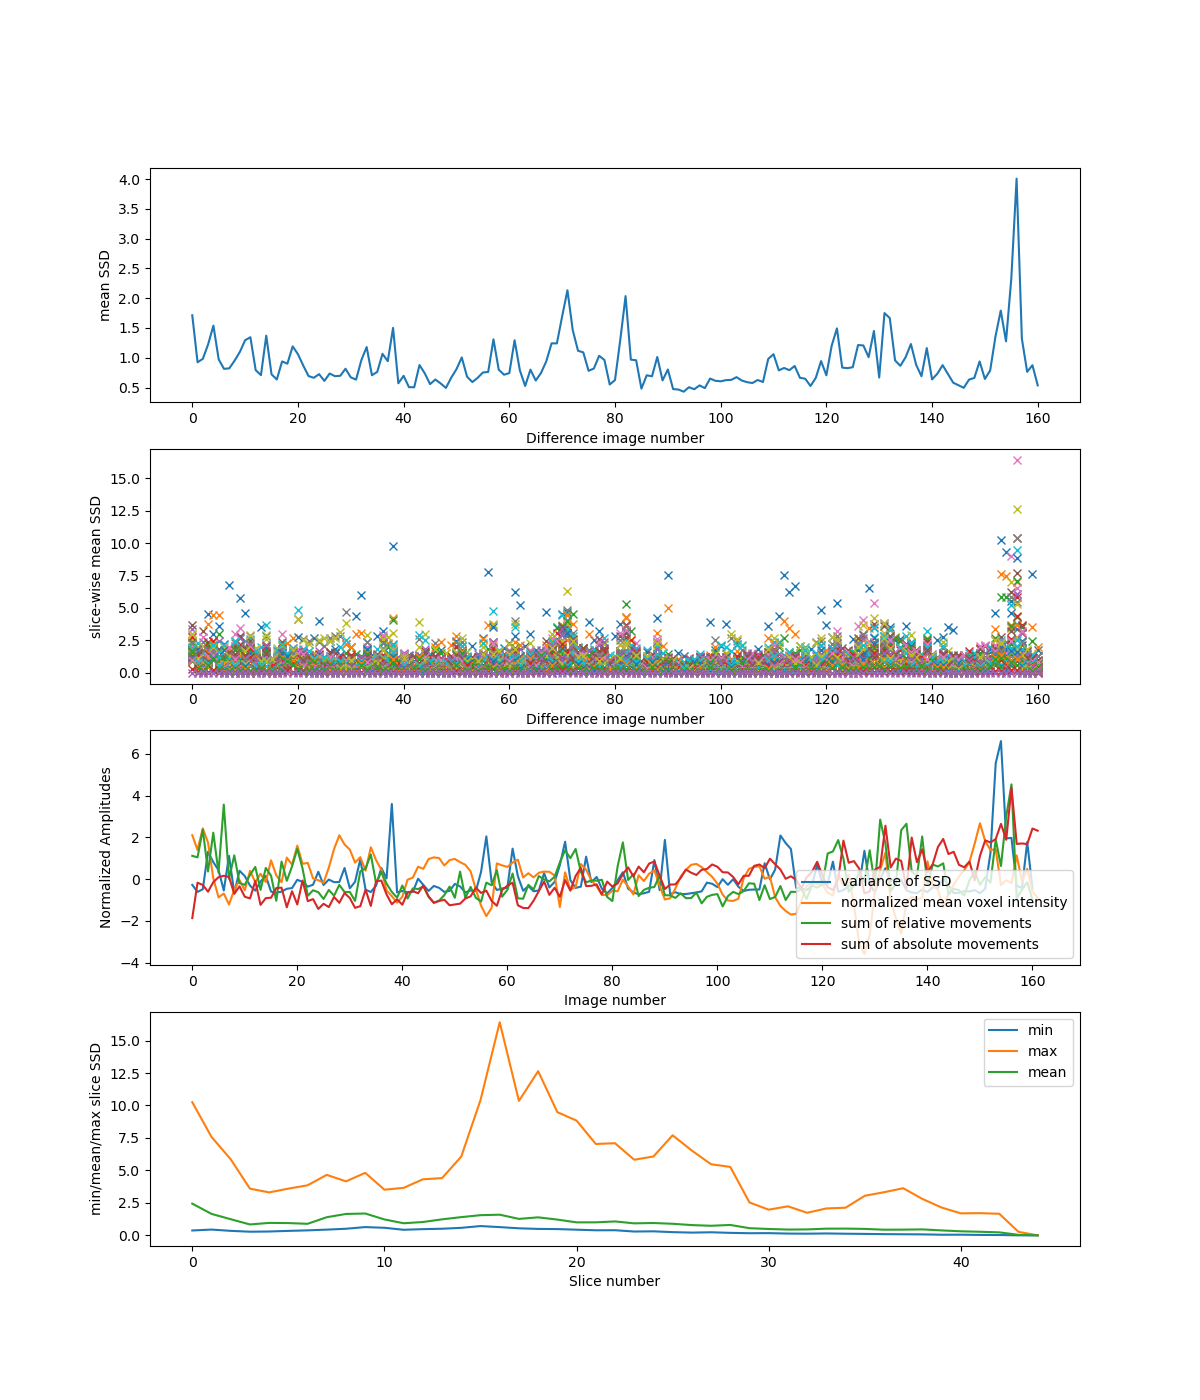 4.0
3.5
3.0
2.5
2.0
1.5
1.0
0.5
mean SSD
0 20 40 60 80 100 120 140 160
Difference image number
15.0
12.5
10.0
7.5
5.0
2.5
0.0
slice-wise mean SSD
0 20 40 60 80 100 120 140 160
Difference image number
6
4
2
0
−2
−4
Normalized Amplitudes
variance of SSD
normalized mean voxel intensity
sum of relative movements
sum of absolute movements
0 20 40 60 80 100 120 140 160
Image number
15.0
12.5
10.0
7.5
5.0
2.5
0.0
min/mean/max slice SSD
min
max
mean
0 10 20 30 40
Slice number